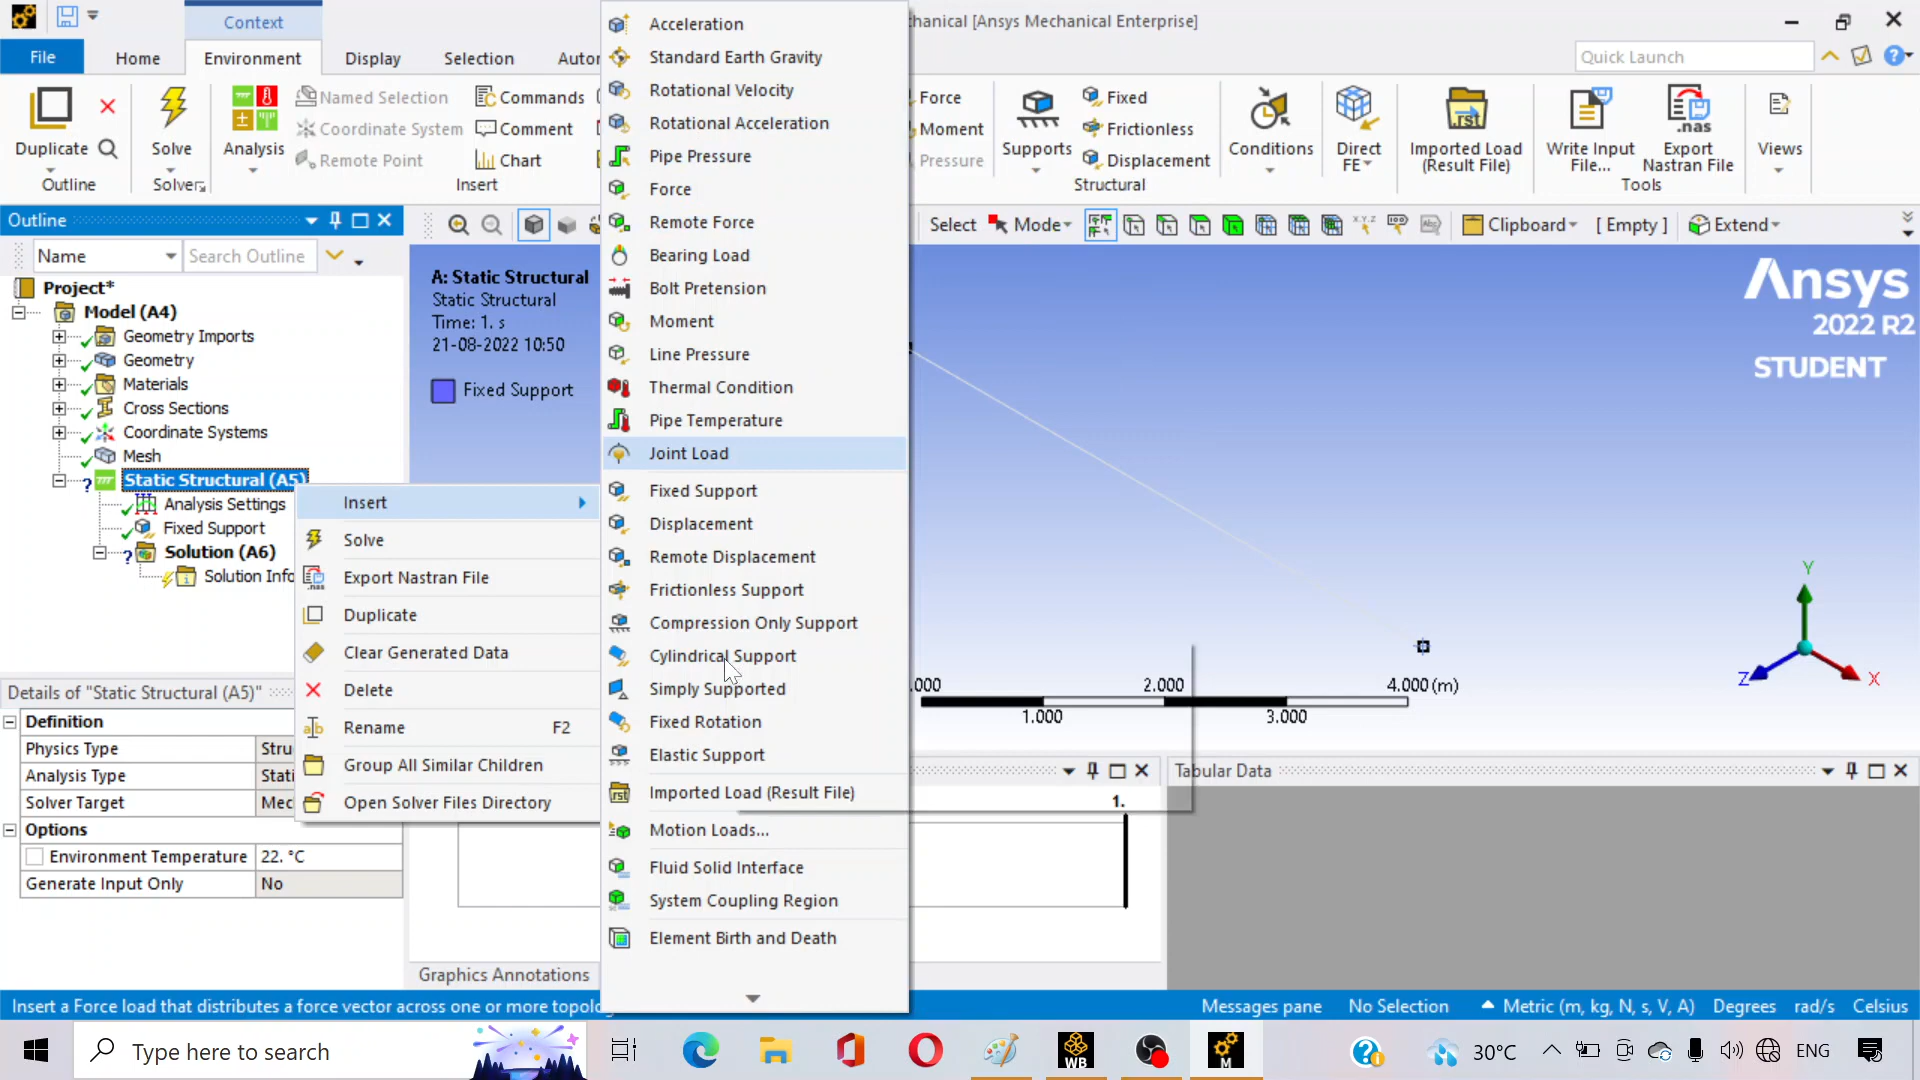 Context
hanical [Ansys Mechanical Enterprise]
File
Home
Environment
Display
Selection
Autor
Quick Launch
Duplicate
Outline
Solve
Solver
Analysis
Named Selection
Coordinate System
Remote Point
Commands
Comment
Chart
Insert
Force
Moment
Pressure
Supports
Fixed
Frictionless
Displacement
Structural
Conditions
Direct
FE
Imported Load
(Result File)
Write Input
File...
Export
Nastran File
Tools
Views
.rst
.nas
Outline
Name
Search Outline
Select
Mode
Clipboard
[ Empty ]
Extend
Project*
Model (A4)
Geometry Imports
Geometry
Materials
Cross Sections
Coordinate Systems
Mesh
Static Structural (A5)
Analysis Settings
Fixed Support
Solution (A6)
Solution Info
A: Static Structural
Static Structural
Time: 1. s
21-08-2022 10:50
Fixed Support
Insert
Solve
Export Nastran File
Duplicate
Clear Generated Data
Delete
Rename F2
Group All Similar Children
Open Solver Files Directory
Acceleration
Standard Earth Gravity
Rotational Velocity
Rotational Acceleration
Pipe Pressure
Force
Remote Force
Bearing Load
Bolt Pretension
Moment
Line Pressure
Thermal Condition
Pipe Temperature
Joint Load
Fixed Support
Displacement
Remote Displacement
Frictionless Support
Compression Only Support
Cylindrical Support
Simply Supported
Fixed Rotation
Elastic Support
Imported Load (Result File)
Motion Loads...
Fluid Solid Interface
System Coupling Region
Element Birth and Death
Ansys
2022 R2
STUDENT
Y
Z
X
.000
2.000
4.000 (m)
1.000
3.000
Details of "Static Structural (A5)"
Definition
Physics Type Stru
Analysis Type Stati
Solver Target Mec
Options
Environment Temperature 22. °C
Generate Input Only No
1.
Tabular Data
Graphics Annotations
Insert a Force load that distributes a force vector across one or more topolo
Messages pane
No Selection
Metric (m, kg, N, s, V, A)
Degrees
rad/s
Celsius
Type here to search
WB
M
30°C
ENG